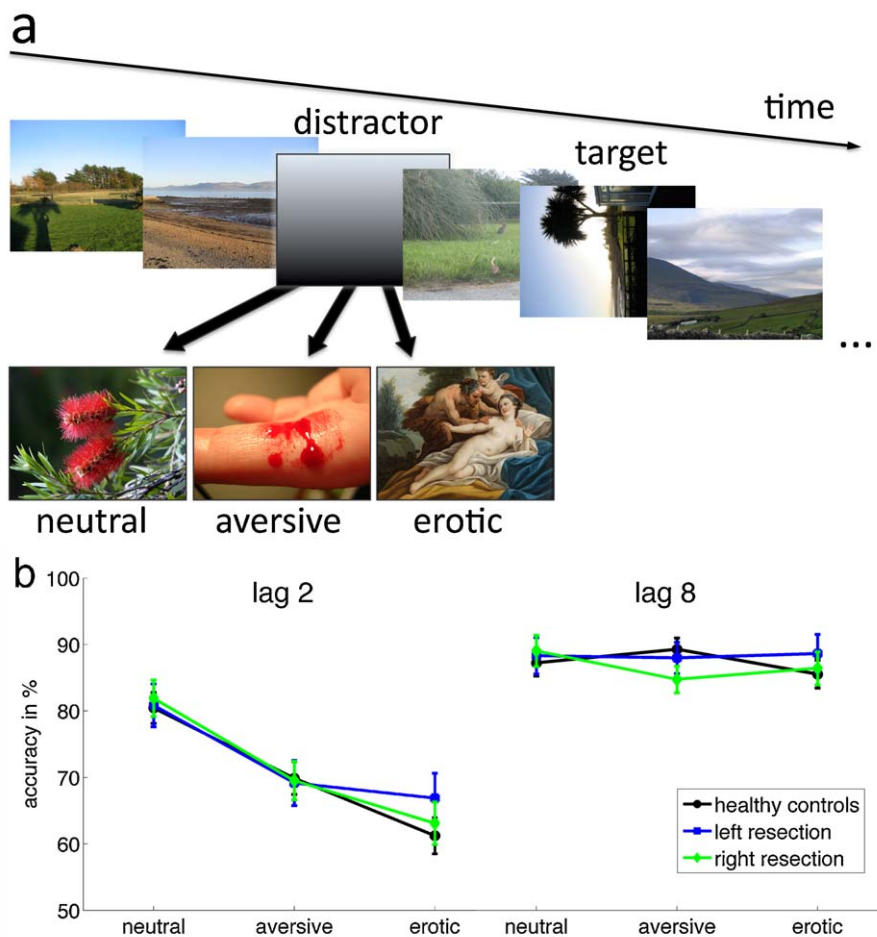 a
time
distractor
target
...
neutral aversive erotic
b
100
90
80
70
60
50
accuracy in %
lag 2
lag 8
healthy controls
left resection
right resection
neutral aversive erotic neutral aversive erotic